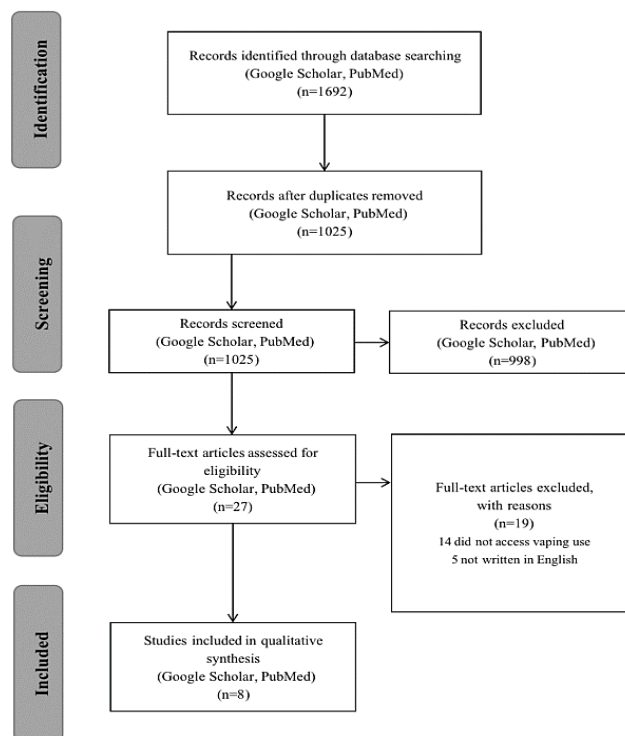 Identification
Records identified through database searching
(Google Scholar, PubMed)
(n=1692)
Records after duplicates removed
(Google Scholar, PubMed)
(n=1025)
Screening
Records screened
(Google Scholar, PubMed)
(n=1025)
Records excluded
(Google Scholar, PubMed)
(n=998)
Eligibility
Full-text articles assessed for
eligibility
(Google Scholar, PubMed)
(n=27)
Full-text articles excluded,
with reasons
(n=19)
14 did not access vaping use
5 not written in English
Included
Studies included in qualitative
synthesis
(Google Scholar, PubMed)
(n=8)